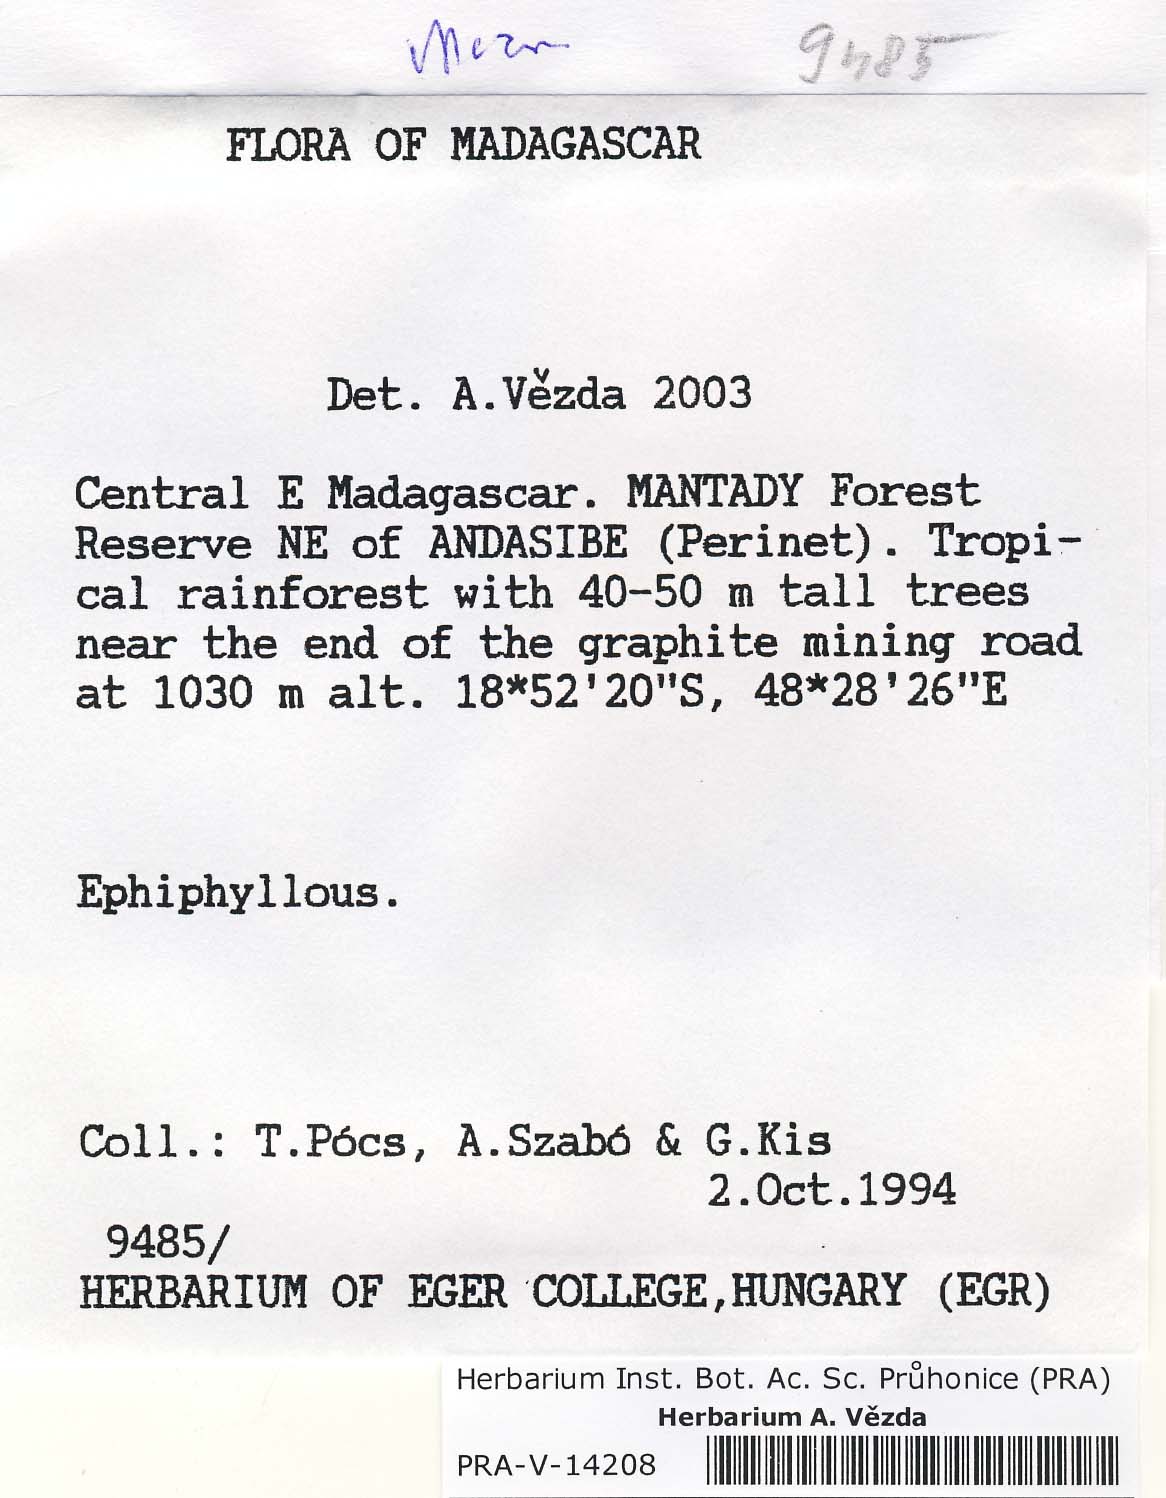 9485
FLORA OF MADAGASCAR
Det. A.Vězda 2003
Central E Madagascar. MANTADY Forest
Reserve NE of ANDASIBE (Perinet). Tropi-
cal rainforest with 40-50 m tall trees
near the end of the graphite mining road
at 1030 m alt. 18*52'20"S, 48*28'26"E
Ephiphyllous.
Coll.: T.Pócs, A.Szabó & G.Kis
2.Oct.1994
9485/
HERBARIUM OF EGER COLLEGE,HUNGARY (EGR)
Herbarium Inst. Bot. Ac. Sc. Průhonice (PRA)
Herbarium A. Vězda
PRA-V-14208